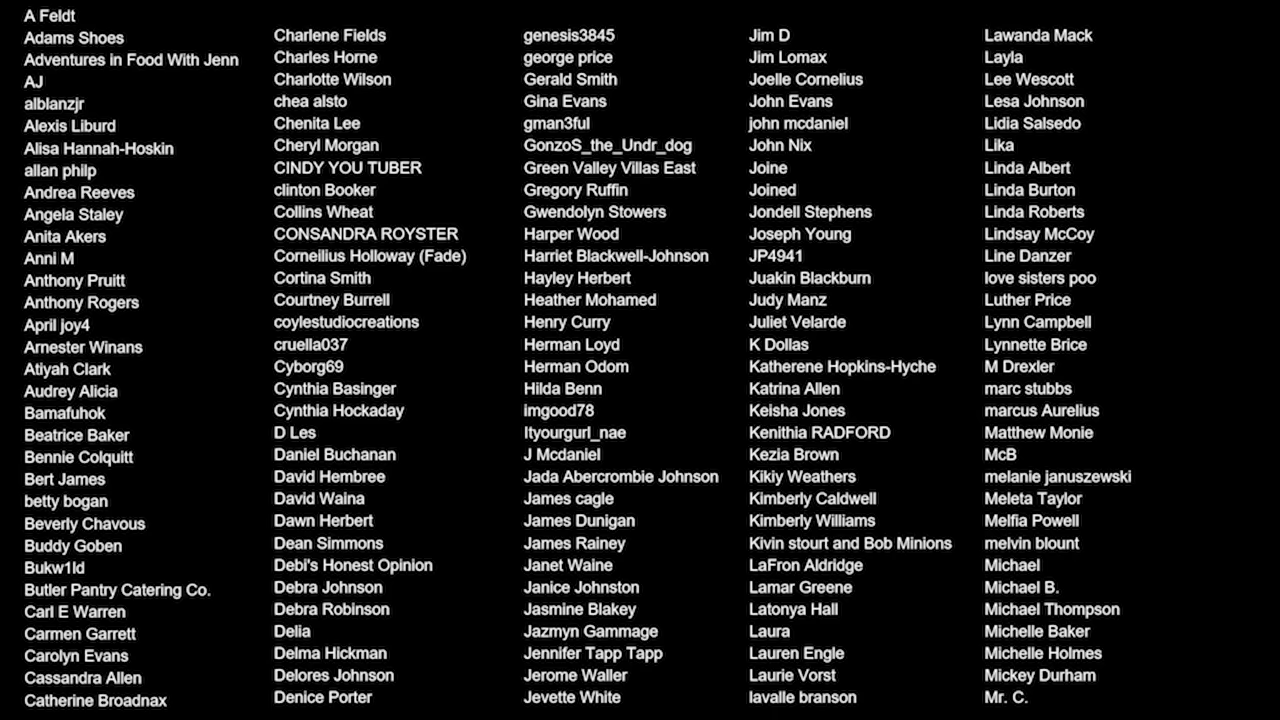 A Feldt
Adams Shoes
Adventures in Food With Jenn
AJ
alblanzjr
Alexis Liburd
Alisa Hannah-Hoskin
allan philp
Andrea Reeves
Angela Staley
Anita Akers
Anni M
Anthony Pruitt
Anthony Rogers
April joy4
Arnester Winans
Atiyah Clark
Audrey Alicia
Bamafuhok
Beatrice Baker
Bennie Colquitt
Bert James
betty bogan
Beverly Chavous
Buddy Goben
Bukw1ld
Butler Pantry Catering Co.
Carl E Warren
Carmen Garrett
Carolyn Evans
Cassandra Allen
Catherine Broadnax
Charlene Fields
Charles Horne
Charlotte Wilson
chea alsto
Chenita Lee
Cheryl Morgan
CINDY YOU TUBER
clinton Booker
Collins Wheat
CONSANDRA ROYSTER
Corneilius Holloway (Fade)
Cortina Smith
Courtney Burrell
coylestudiocreations
cruella037
Cyborg69
Cynthia Basinger
Cynthia Hockaday
D Les
Daniel Buchanan
David Hembree
David Waina
Dawn Herbert
Dean Simmons
Debi's Honest Opinion
Debra Johnson
Debra Robinson
Delia
Delma Hickman
Delores Johnson
Denice Porter
genesis3845
george price
Gerald Smith
Gina Evans
gman3ful
GonzoS_the_Undr_dog
Green Valley Villas East
Gregory Ruffin
Gwendolyn Stowers
Harper Wood
Harriet Blackwell-Johnson
Hayley Herbert
Heather Mohamed
Henry Curry
Herman Loyd
Herman Odom
Hilda Benn
imgood78
Ityourgurl_nae
J Mcdaniel
Jada Abercrombie Johnson
James cagle
James Dunigan
James Rainey
Janet Waine
Janice Johnston
Jasmine Blakey
Jazmyn Gammage
Jennifer Tapp Tapp
Jerome Waller
Jevette White
Jim D
Jim Lomax
Joelle Cornelius
John Evans
john mcdaniel
John Nix
Joine
Joined
Jondell Stephens
Joseph Young
JP4941
Juakin Blackburn
Judy Manz
Juliet Velarde
K Dollas
Katherene Hopkins-Hyche
Katrina Allen
Keisha Jones
Kenithia RADFORD
Kezia Brown
Kikiy Weathers
Kimberly Caldwell
Kimberly Williams
Kivin stourt and Bob Minions
LaFron Aldridge
Lamar Greene
Latonya Hall
Laura
Lauren Engle
Laurie Vorst
lavalle branson
Lawanda Mack
Layla
Lee Wescott
Lesa Johnson
Lidia Salsedo
Lika
Linda Albert
Linda Burton
Linda Roberts
Lindsay McCoy
Line Danzer
love sisters poo
Luther Price
Lynn Campbell
Lynnette Brice
M Drexler
marc stubbs
marcus Aurelius
Matthew Monie
McB
melanie januszewski
Meleta Taylor
Melfia Powell
melvin blount
Michael
Michael B.
Michael Thompson
Michelle Baker
Michelle Holmes
Mickey Durham
Mr. C.